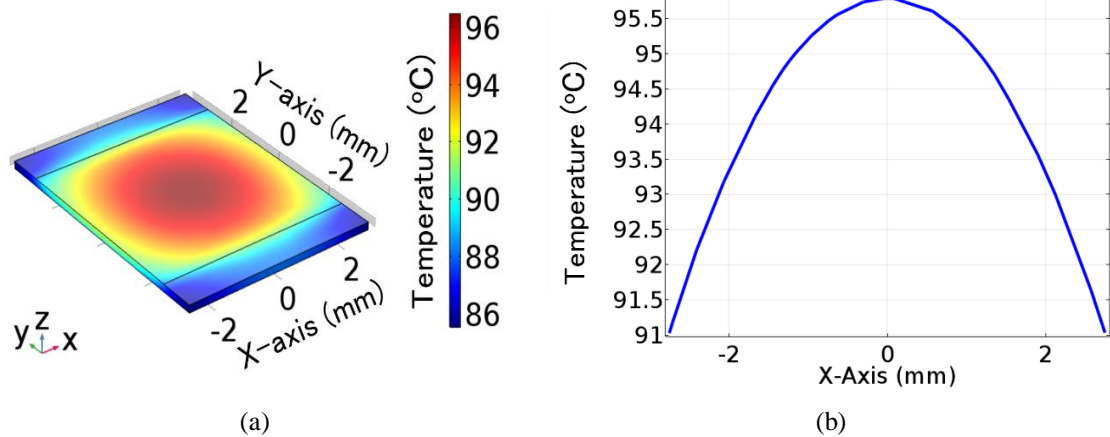 96
94
92
90
88
86
Temperature (°C)
Y-axis (mm)
2
0
-2
2
0
-2
X-axis (mm)
y z x
95.5
95
94.5
94
93.5
93
92.5
92
91.5
91
Temperature (°C)
-2 0 2
X-Axis (mm)
(a) (b)